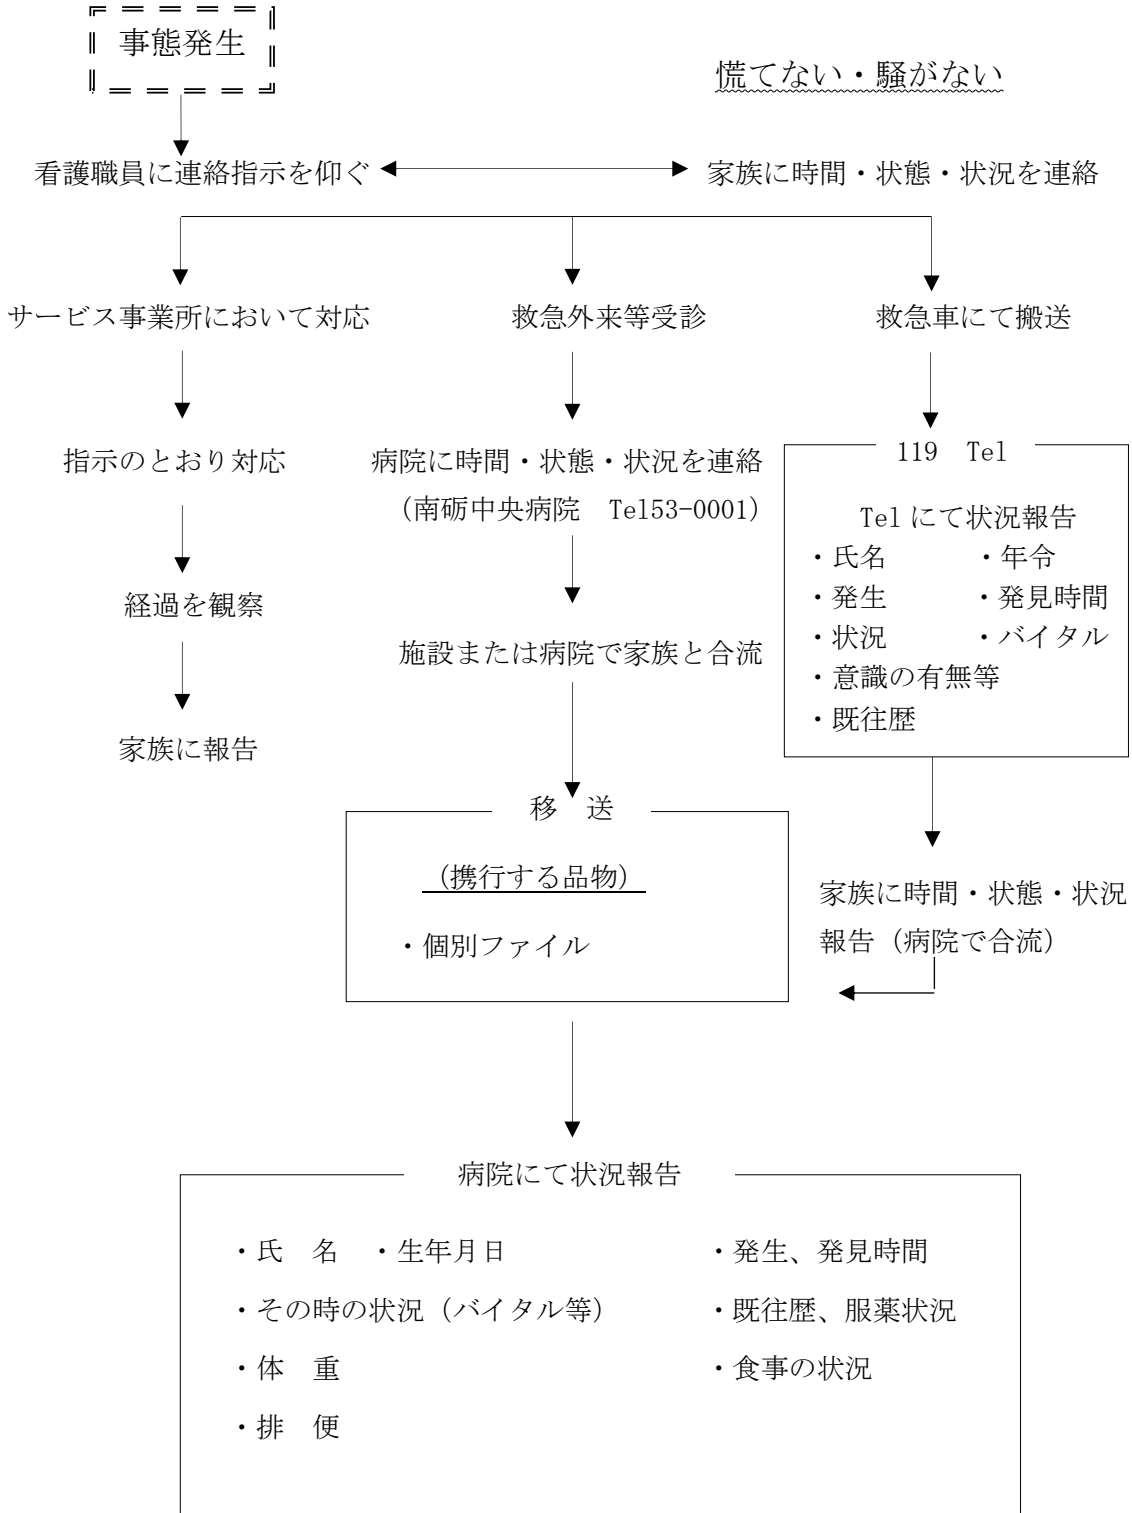 事態発生
慌てない・騒がない
看護職員に連絡指示を仰ぐ
家族に時間・状態・状況を連絡
サービス事業所において対応
救急外来等受診
救急車にて搬送
指示のとおり対応
経過を観察
家族に報告
病院に時間・状態・状況を連絡
（南砺中央病院　Tel53-0001）
施設または病院で家族と合流
119　Tel
Tel にて状況報告
・氏名　　　・年令
・発生　　　・発見時間
・状況　　　・バイタル
・意識の有無等
・既往歴
家族に時間・状態・状況
報告（病院で合流）
移　送
（携行する品物）
・個別ファイル
病院にて状況報告
・氏　名　・生年月日　　　・発生、発見時間
・その時の状況（バイタル等）　　　・既往歴、服薬状況
・体　重　　　・食事の状況
・排　便